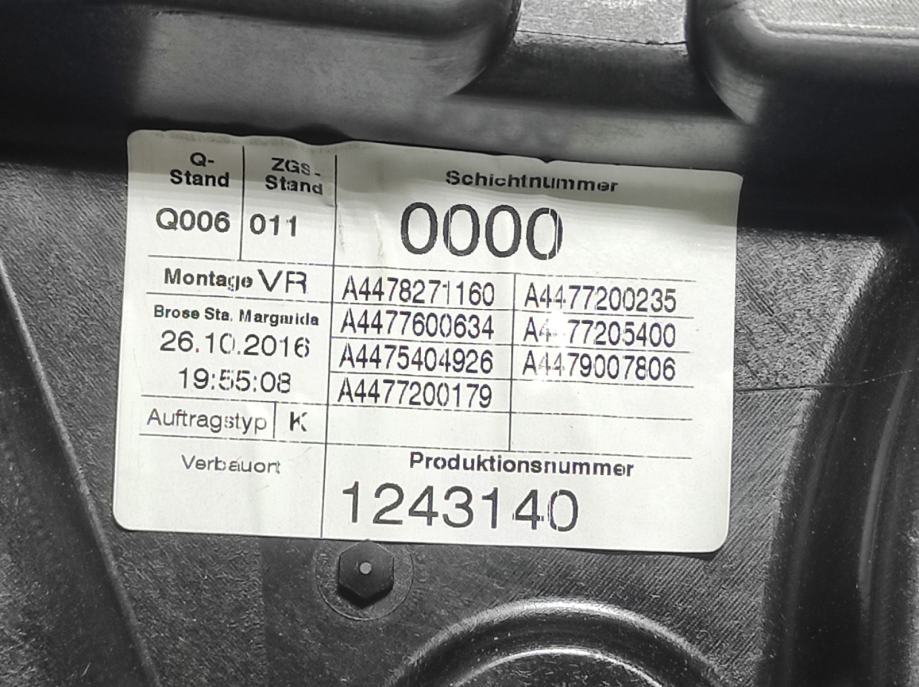 Q-Stand
ZGS-Stand
Schichtnummer
Q006
011
0000
Montage VR
A4478271160
A4477200235
Brose Sta. Margarida
A4477600634
A4477205400
26.10.2016
A4475404926
A4479007806
19:55:08
A4477200179
Auftragstyp
K
Verbauort
Produktionsnummer
1243140